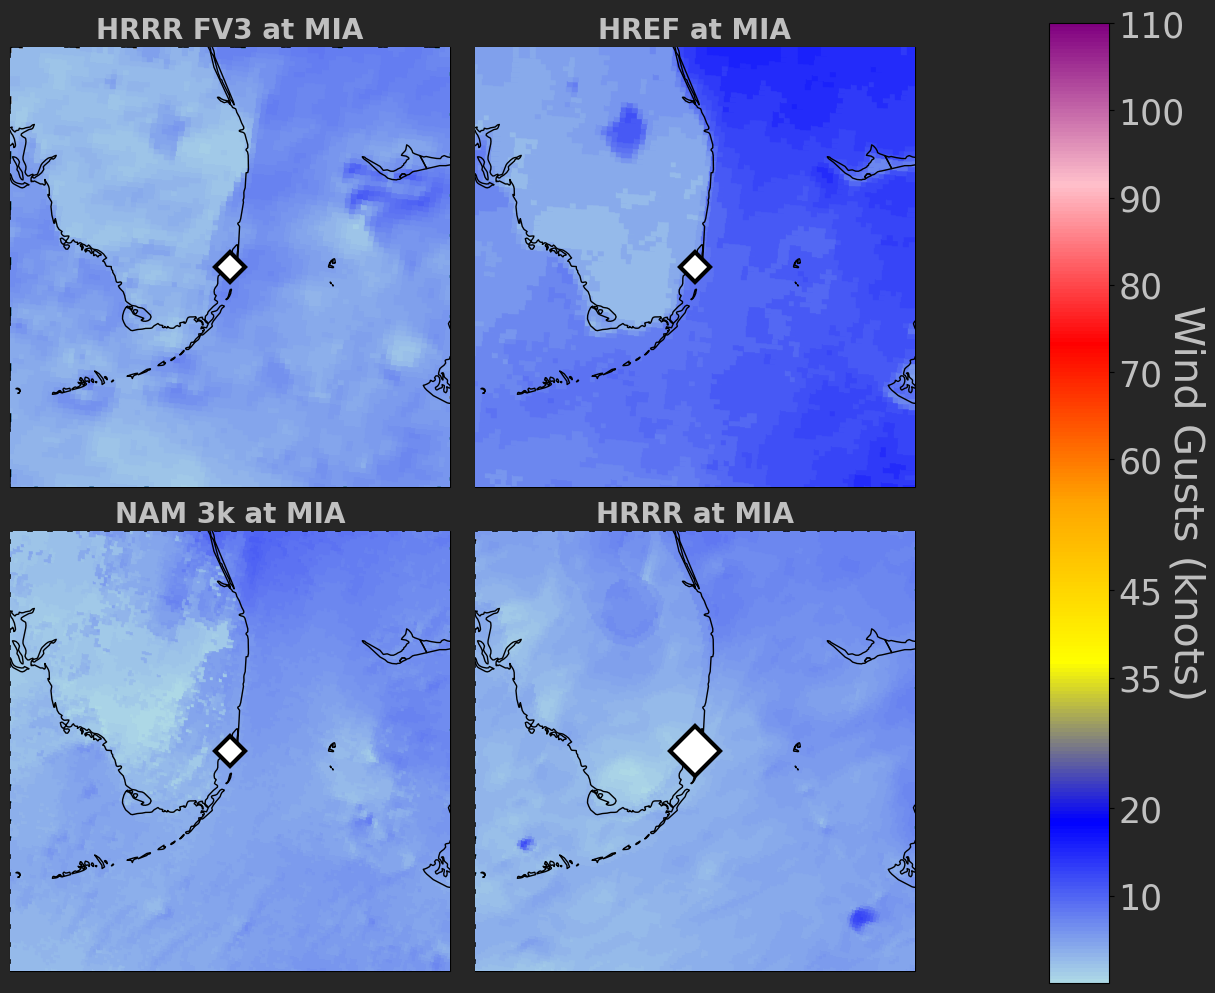 HRRR FV3 at MIA
HREF at MIA
NAM 3k at MIA
HRRR at MIA
110
100
90
80
70
60
45
35
20
10
Wind Gusts (knots)